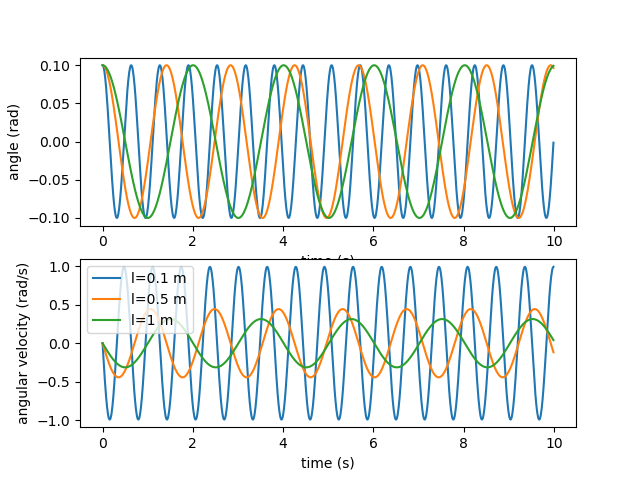 0.10
0.05
0.00
−0.05
−0.10
angle (rad)
0 2 4 6 8 10
1.0
0.5
0.0
−0.5
−1.0
angular velocity (rad/s)
l=0.1 m
l=0.5 m
l=1 m
0 2 4 6 8 10
time (s)